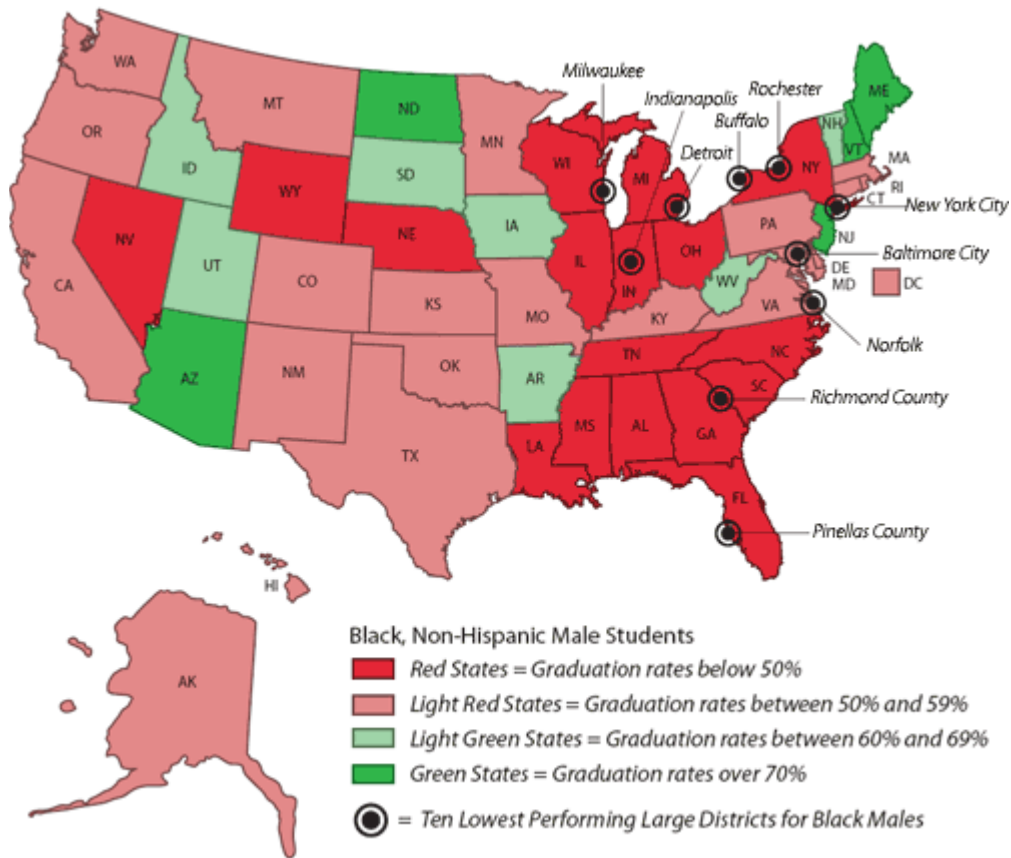 WA
MT
ND
MN
OR
ID
SD
WY
WI
MI
NY
ME
NH
VT
MA
RI
CT
NV
UT
NE
IA
IL
IN
OH
PA
NJ
DE
MD
DC
CA
CO
KS
MO
KY
WV
VA
AZ
NM
OK
AR
TN
NC
SC
TX
LA
MS
AL
GA
FL
HI
AK
Milwaukee
Indianapolis
Rochester
Buffalo
Detroit
New York City
Baltimore City
Norfolk
Richmond County
Pinellas County
Black, Non-Hispanic Male Students
Red States = Graduation rates below 50%
Light Red States = Graduation rates between 50% and 59%
Light Green States = Graduation rates between 60% and 69%
Green States = Graduation rates over 70%
= Ten Lowest Performing Large Districts for Black Males